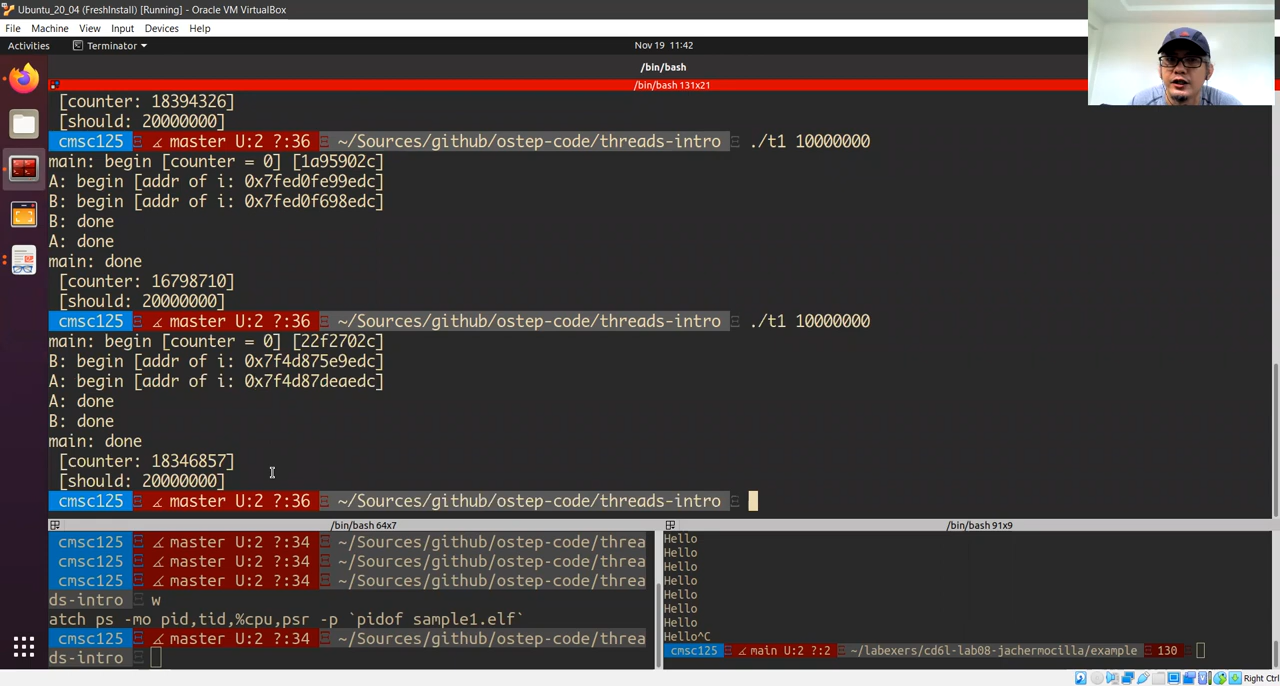 Ubuntu_20_04 (FreshInstall) [Running] - Oracle VM VirtualBox
File Machine View Input Devices Help
Activities Terminator Nov 19 11:42
/bin/bash
/bin/bash 131x21
[counter: 18394326]
[should: 20000000]
cmsc125 master U:2 ?:36 ~/Sources/github/ostep-code/threads-intro ./t1 10000000
main: begin [counter = 0] [1a95902c]
A: begin [addr of i: 0x7fed0fe99edc]
B: begin [addr of i: 0x7fed0f698edc]
B: done
A: done
main: done
[counter: 16798710]
[should: 20000000]
cmsc125 master U:2 ?:36 ~/Sources/github/ostep-code/threads-intro ./t1 10000000
main: begin [counter = 0] [22f2702c]
B: begin [addr of i: 0x7f4d875e9edc]
A: begin [addr of i: 0x7f4d87deaedc]
A: done
B: done
main: done
[counter: 18346857]
[should: 20000000]
cmsc125 master U:2 ?:36 ~/Sources/github/ostep-code/threads-intro
/bin/bash 64x7
cmsc125 master U:2 ?:34 ~/Sources/github/ostep-code/threa
cmsc125 master U:2 ?:34 ~/Sources/github/ostep-code/threa
cmsc125 master U:2 ?:34 ~/Sources/github/ostep-code/threa
ds-intro w
atch ps -mo pid,tid,%cpu,psr -p `pidof sample1.elf`
cmsc125 master U:2 ?:34 ~/Sources/github/ostep-code/threa
ds-intro
/bin/bash 91x9
Hello
Hello
Hello
Hello
Hello
Hello
Hello
Hello^C
cmsc125 main U:2 ?:2 ~/labexers/cd6l-lab08-jachermocilla/example 130
Right Ctrl